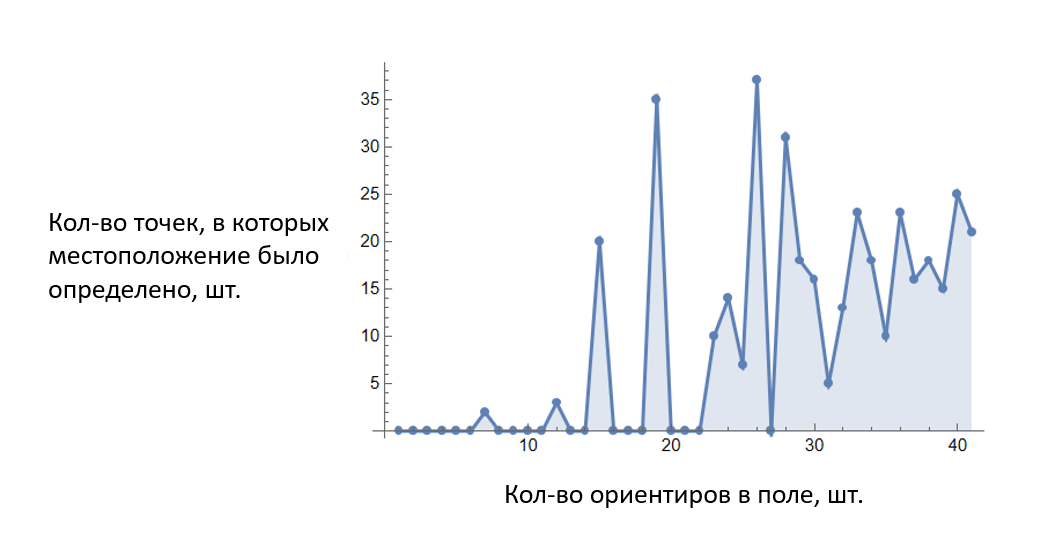 35
30
25
Кол-во точек, в которых
20
местоположение было
определено, шт.
15
10
5
10 20 30 40
Кол-во ориентиров в поле, шт.